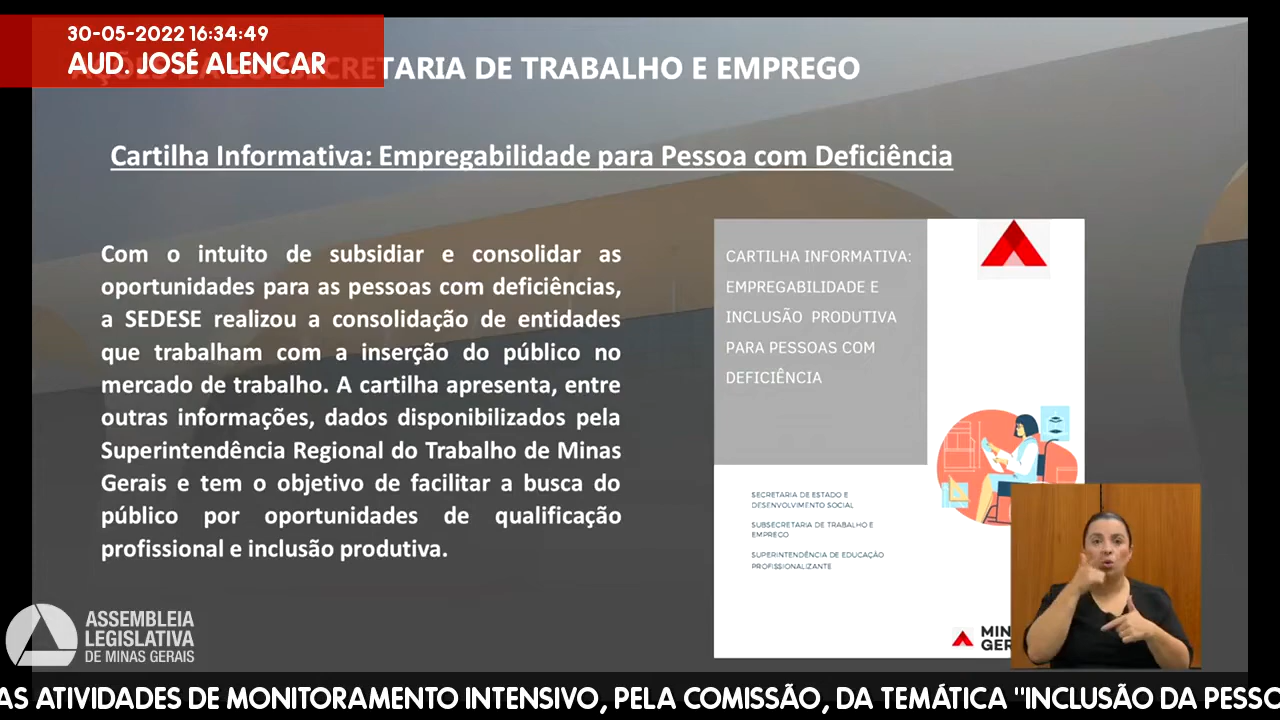 30-05-2022 16:34:49
AUD. JOSÉ ALENCAR
TARIA DE TRABALHO E EMPREGO
Cartilha Informativa: Empregabilidade para Pessoa com Deficiência
Com o intuito de subsidiar e consolidar as
oportunidades para as pessoas com deficiências,
a SEDESE realizou a consolidação de entidades
que trabalham com a inserção do público no
mercado de trabalho. A cartilha apresenta, entre
outras informações, dados disponibilizados pela
Superintendência Regional do Trabalho de Minas
Gerais e tem o objetivo de facilitar a busca do
público por oportunidades de qualificação
profissional e inclusão produtiva.
CARTILHA INFORMATIVA:
EMPREGABILIDADE E
INCLUSÃO PRODUTIVA
PARA PESSOAS COM
DEFICIÊNCIA
SECRETARIA DE ESTADO E
DESENVOLVIMENTO SOCIAL
SUBSECRETARIA DE TRABALHO E
EMPREGO
SUPERINTENDÊNCIA DE EDUCAÇÃO
PROFISSIONALIZANTE
MIN
GER
ASSEMBLEIA
LEGISLATIVA
DE MINAS GERAIS
AS ATIVIDADES DE MONITORAMENTO INTENSIVO, PELA COMISSÃO, DA TEMÁTICA "INCLUSÃO DA PESSO